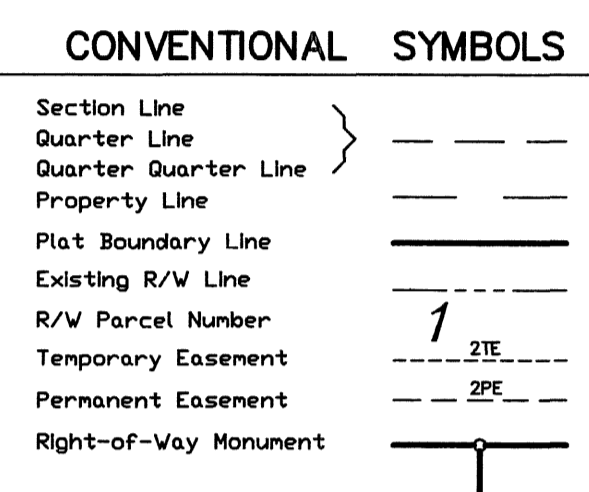 CONVENTIONAL SYMBOLS
Section Line
Quarter Line
Quarter Quarter Line
Property Line
Plat Boundary Line
Existing R/W Line
R/W Parcel Number 1
Temporary Easement 2TE
Permanent Easement 2PE
Right-of-Way Monument